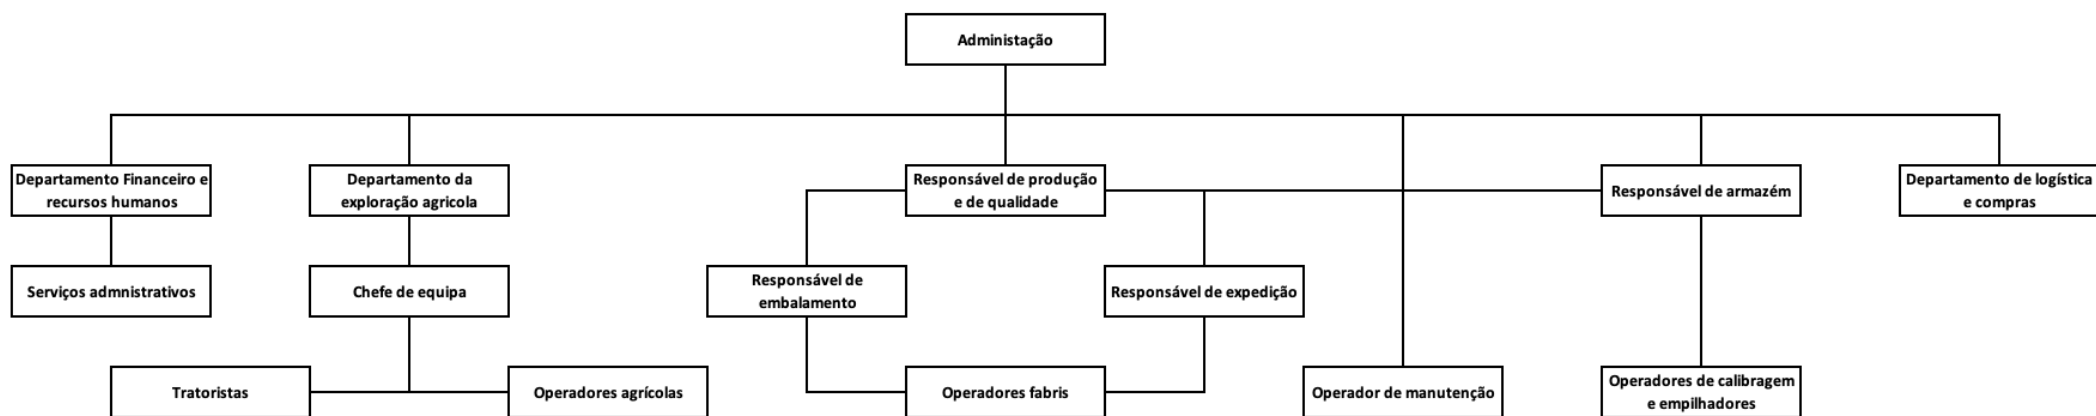 Administação
Departamento Financeiro e
recursos humanos
Departamento da
exploração agricola
Responsável de produção
e de qualidade
Responsável de armazém
Departamento de logística
e compras
Serviços admnistrativos
Chefe de equipa
Responsável de
embalamento
Responsável de expedição
Tratoristas
Operadores agrícolas
Operadores fabris
Operador de manutenção
Operadores de calibragem
e empilhadores